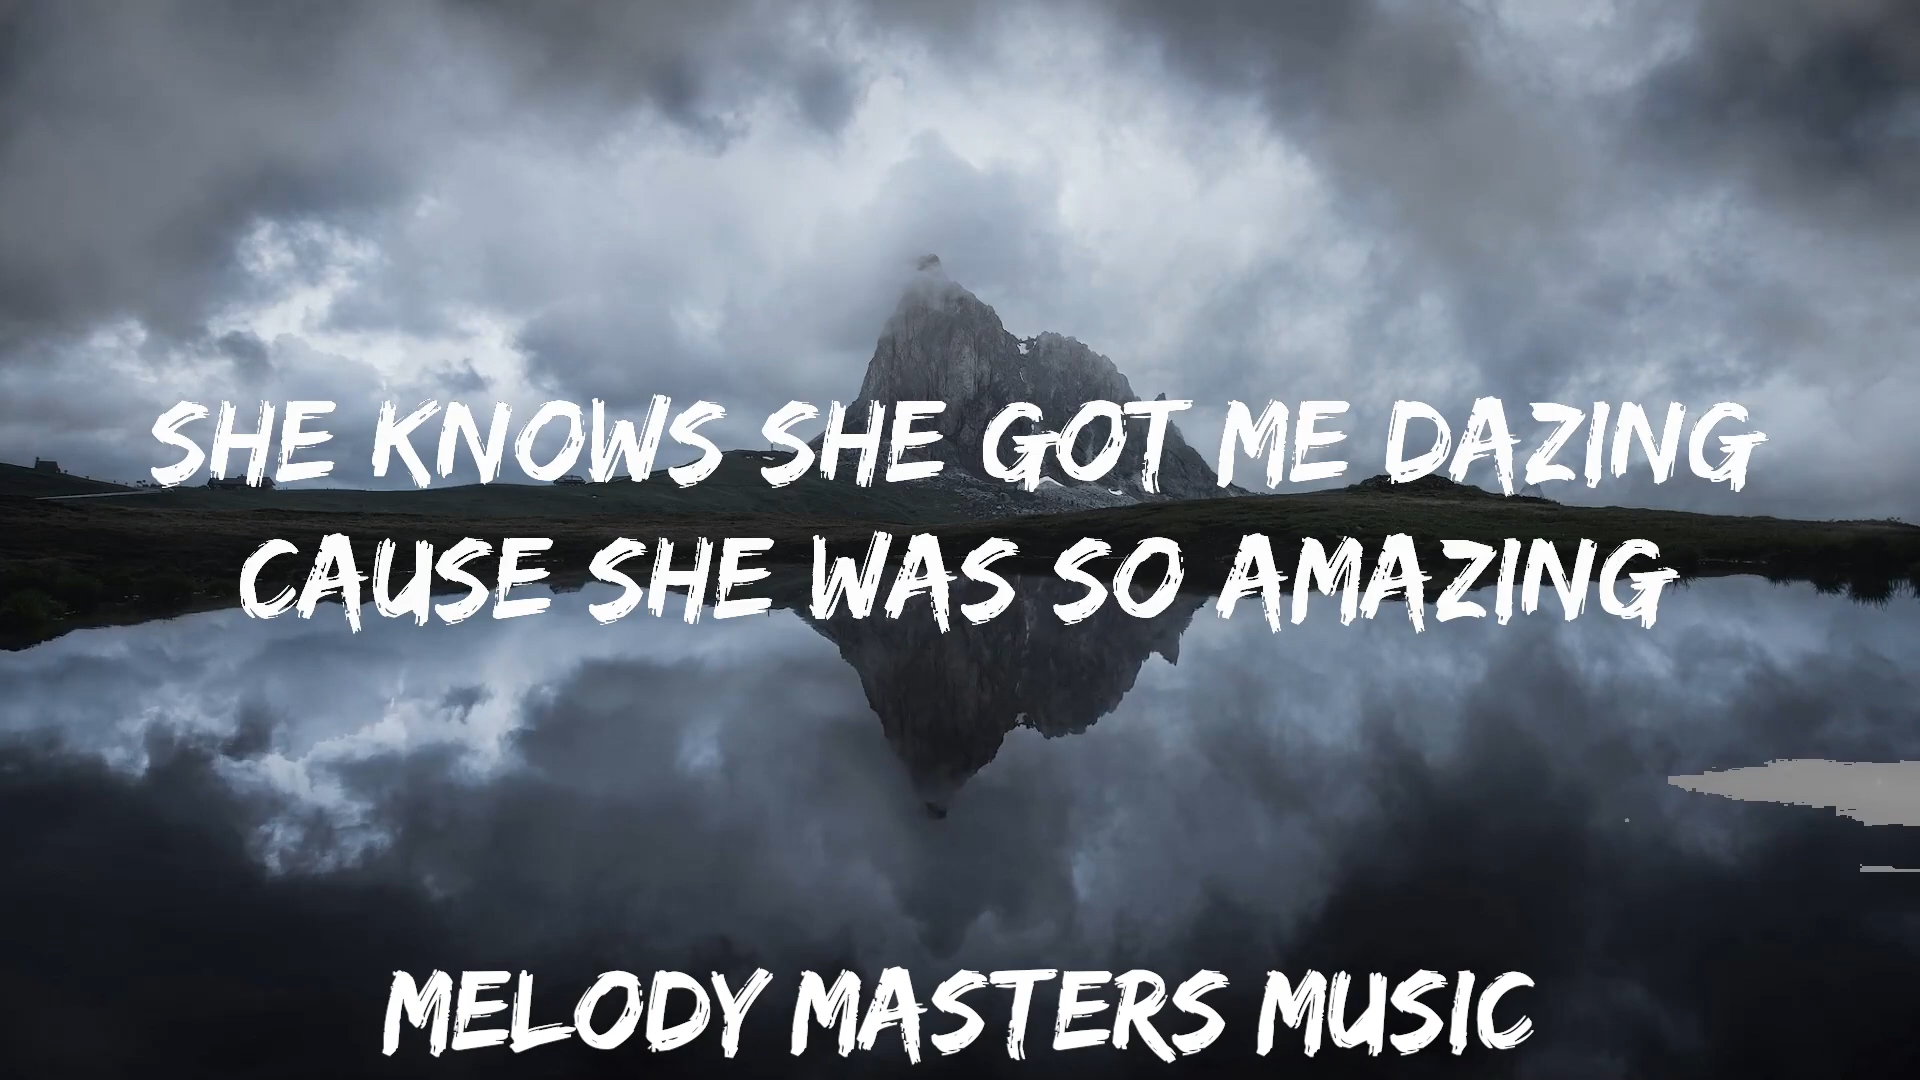 SHE KNOWS SHE GOT ME DAZING
CAUSE SHE WAS SO AMAZING
MELODY MASTERS MUSIC